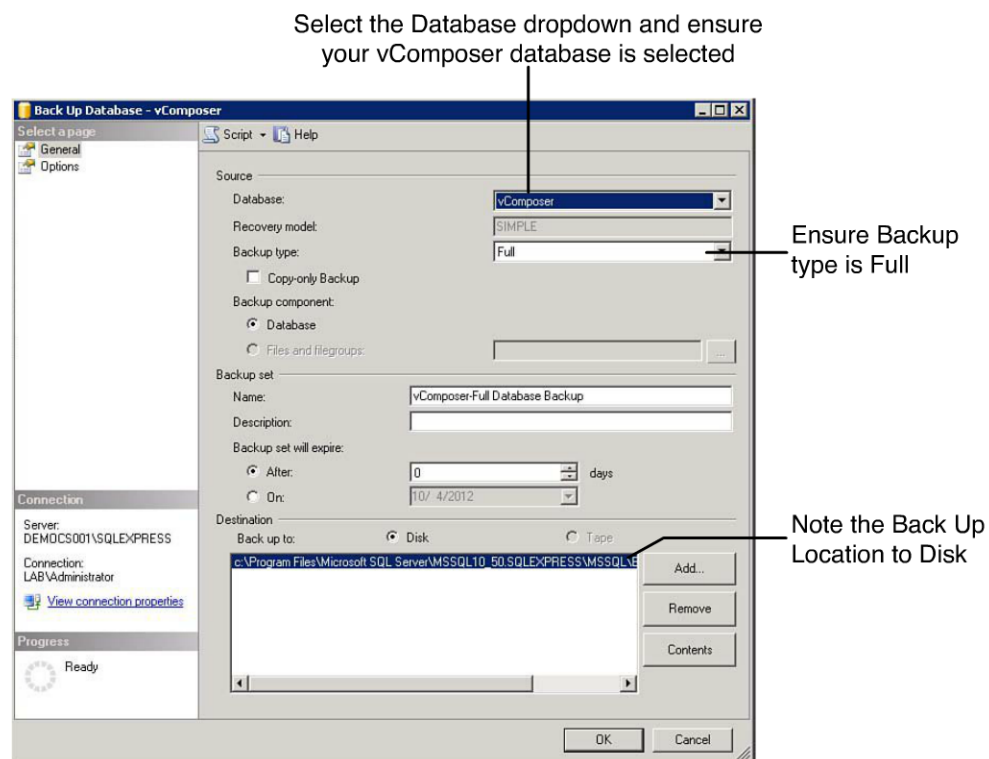 Select the Database dropdown and ensure
your vComposer database is selected
Back Up Database - vComposer
Select a page
General
Options
Script
Help
Source
Database:
vComposer
Recovery model:
SIMPLE
Backup type:
Full
Ensure Backup
type is Full
Copy-only Backup
Backup component:
Database
Files and filegroups:
...
Backup set
Name:
vComposer-Full Database Backup
Description:
Backup set will expire:
After:
0
days
On:
10/ 4/2012
Connection
Server:
DEMOCS001\SQLEXPRESS
Connection:
LAB\Administrator
View connection properties
Progress
Ready
Destination
Back up to:
Disk
Tape
Note the Back Up
Location to Disk
c:\Program Files\Microsoft SQL Server\MSSQL10_50.SQLEXPRESS\MSSQL\
Add...
Remove
Contents
OK
Cancel